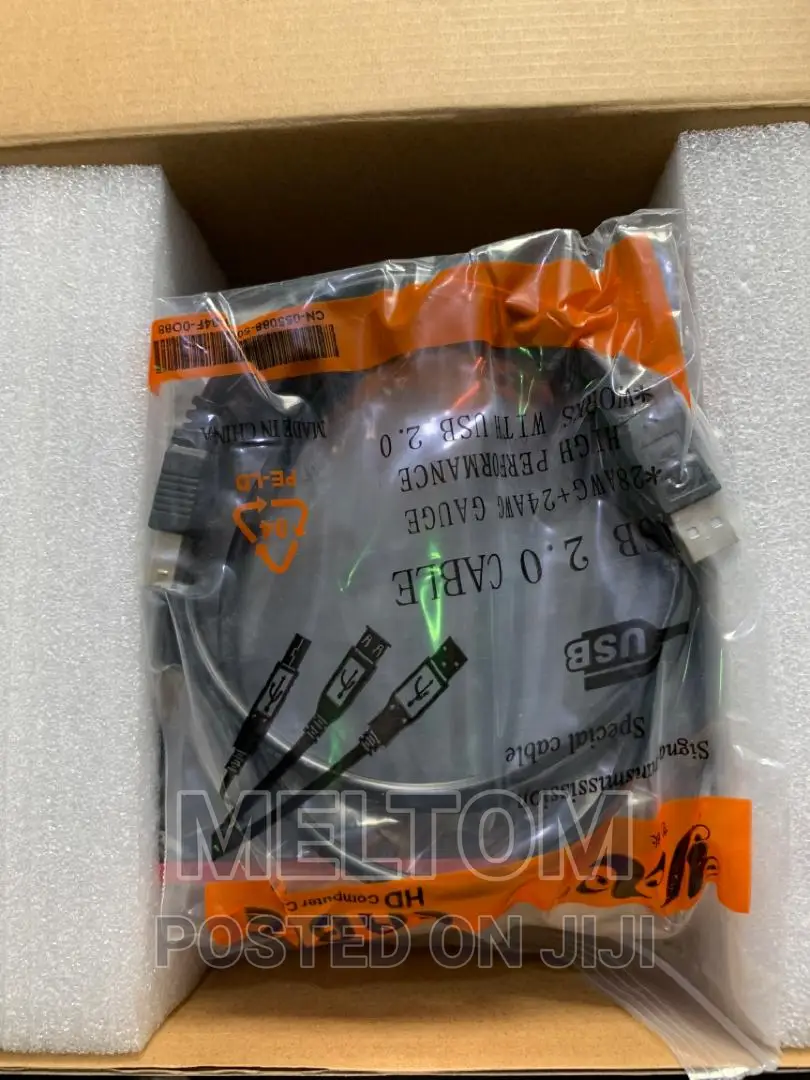 HD Computer
Special cable
USB
USB 2.0 CABLE
*28AWG+24AWG GAUGE
HIGH PERFORMANCE
*WORKS WITH USB 2.0
04
PE-LD
MADE IN CHINA
MELTOM
POSTED ON JIJI